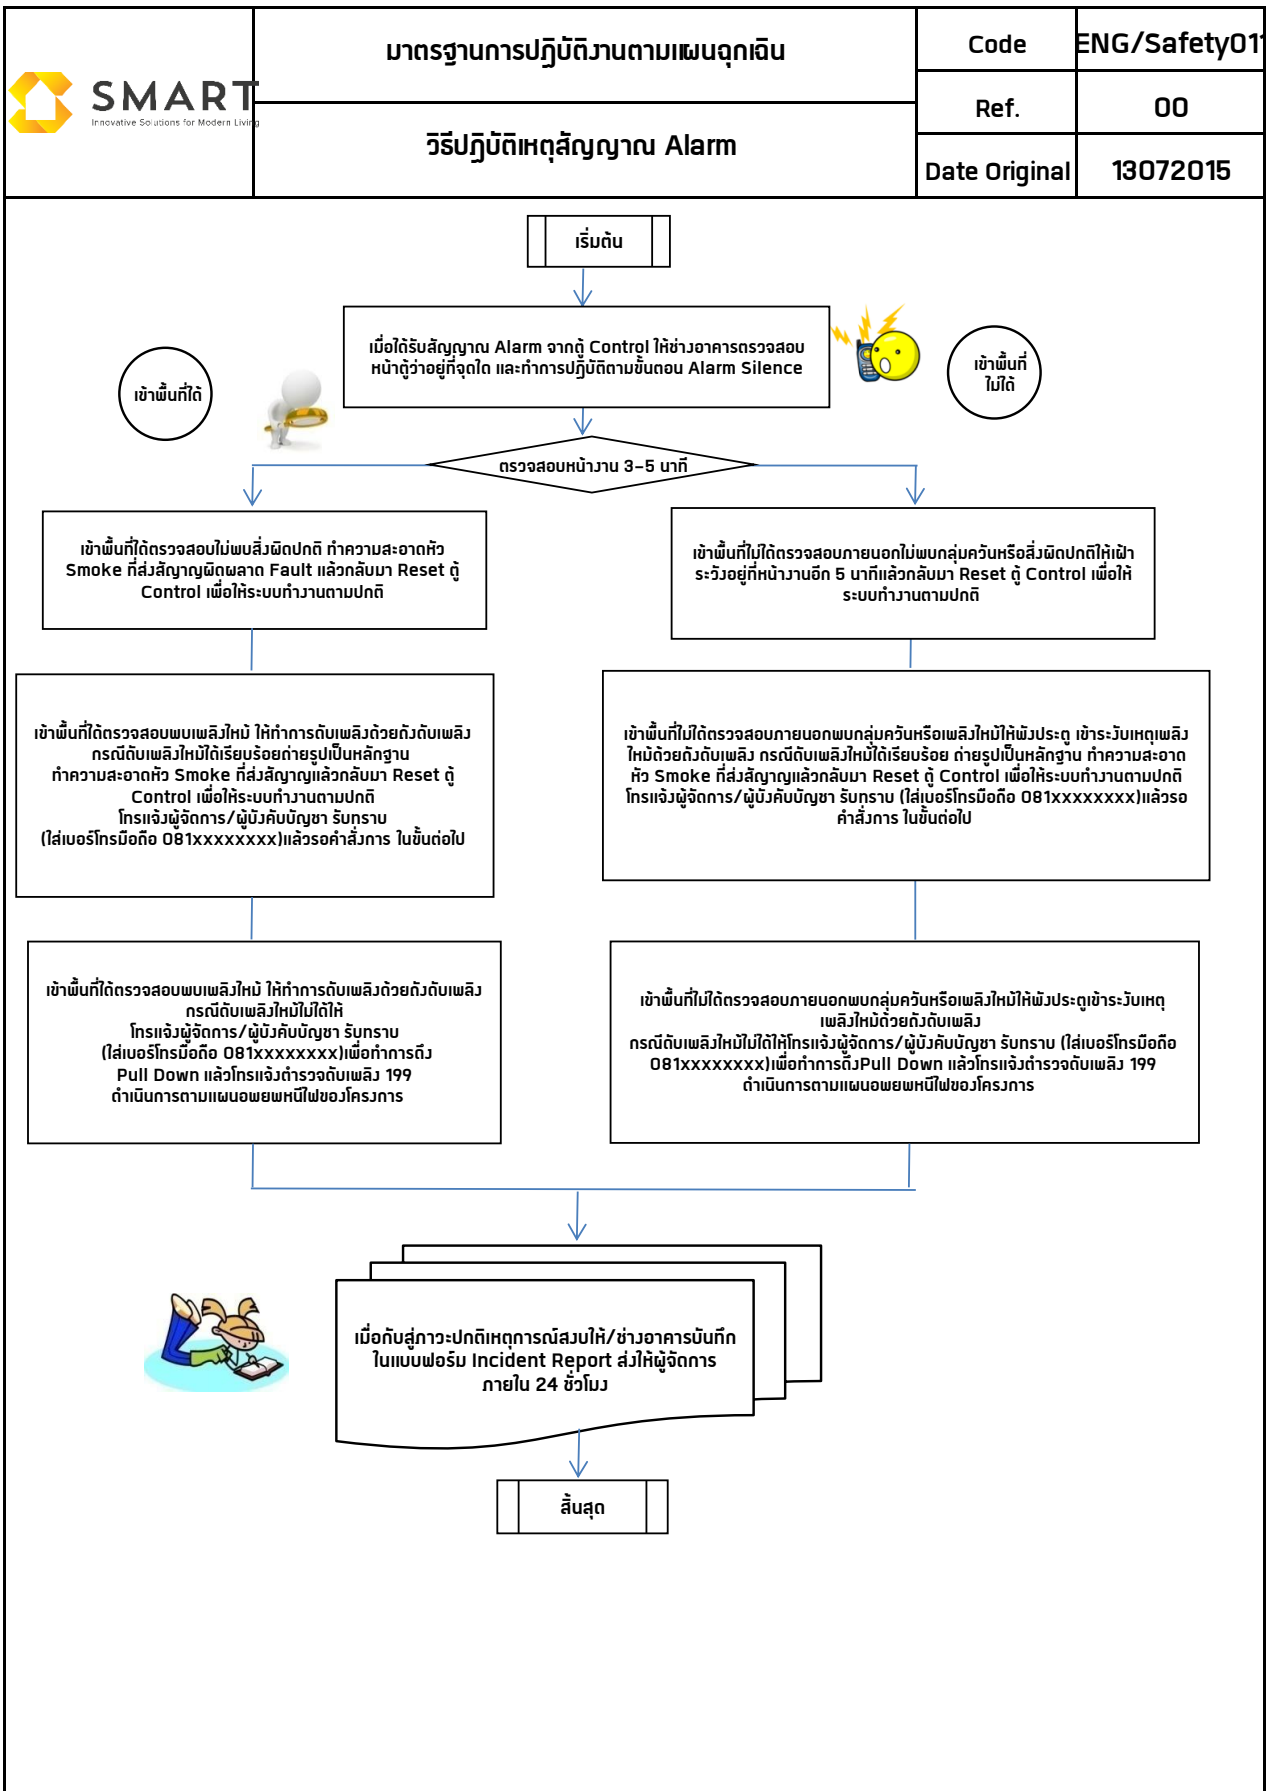 SMART
Innovative Solutions for Modern Living
มาตรฐานการปฏิบัติงานตามแผนฉุกเฉิน
วิธีปฏิบัติเหตุสัญญาณ Alarm
Code
ENG/Safety011
Ref.
00
Date Original
13072015
เริ่มต้น
เมื่อได้รับสัญญาณ Alarm จากตู้ Control ให้ช่างอาคารตรวจสอบ
หน้าตู้ว่าอยู่ที่จุดใด และทำการปฏิบัติตามขั้นตอน Alarm Silence
เข้าพื้นที่ได้
เข้าพื้นที่
ไม่ได้
ตรวจสอบหน้างาน 3-5 นาที
เข้าพื้นที่ได้ตรวจสอบไม่พบสิ่งผิดปกติ ทำความสะอาดหัว
Smoke ที่ส่งสัญาญผิดผลาด Fault แล้วกลับมา Reset ตู้
Control เพื่อให้ระบบทำงานตามปกติ
เข้าพื้นที่ไม่ได้ตรวจสอบภายนอกไม่พบกลุ่มควันหรือสิ่งผิดปกติให้เฝ้า
ระวังอยู่ที่หน้างานอีก 5 นาทีแล้วกลับมา Reset ตู้ Control เพื่อให้
ระบบทำงานตามปกติ
เข้าพื้นที่ได้ตรวจสอบพบเพลิงใหม้ ให้ทำการดับเพลิงด้วยถังดับเพลิง
กรณีดับเพลิงใหม้ได้เรียบร้อยถ่ายรูปเป็นหลักฐาน
ทำความสะอาดหัว Smoke ที่ส่งสัญาญแล้วกลับมา Reset ตู้
Control เพื่อให้ระบบทำงานตามปกติ
โทรแจ้งผู้จัดการ/ผู้บังคับบัญชา รับทราบ
(ใส่เบอร์โทรมือถือ 081xxxxxxxx)แล้วรอคำสั่งการ ในขั้นต่อไป
เข้าพื้นที่ไม่ได้ตรวจสอบภายนอกพบกลุ่มควันหรือเพลิงใหม้ให้พังประตู เข้าระงับเหตุเพลิง
ใหม้ด้วยถังดับเพลิง กรณีดับเพลิงใหม้ได้เรียบร้อย ถ่ายรูปเป็นหลักฐาน ทำความสะอาด
หัว Smoke ที่ส่งสัญาญแล้วกลับมา Reset ตู้ Control เพื่อให้ระบบทำงานตามปกติ
โทรแจ้งผู้จัดการ/ผู้บังคับบัญชา รับทราบ (ใส่เบอร์โทรมือถือ 081xxxxxxxx)แล้วรอ
คำสั่งการ ในขั้นต่อไป
เข้าพื้นที่ได้ตรวจสอบพบเพลิงใหม้ ให้ทำการดับเพลิงด้วยถังดับเพลิง
กรณีดับเพลิงใหม้ไม่ได้ให้
โทรแจ้งผู้จัดการ/ผู้บังคับบัญชา รับทราบ
(ใส่เบอร์โทรมือถือ 081xxxxxxxx)เพื่อทำการดึง
Pull Down แล้วโทรแจ้งตำรวจดับเพลิง 199
ดำเนินการตามแผนอพยพหนีไฟของโครงการ
เข้าพื้นที่ไม่ได้ตรวจสอบภายนอกพบกลุ่มควันหรือเพลิงใหม้ให้พังประตูเข้าระงับเหตุ
เพลิงใหม้ด้วยถังดับเพลิง
กรณีดับเพลิงใหม้ไม่ได้ให้โทรแจ้งผู้จัดการ/ผู้บังคับบัญชา รับทราบ (ใส่เบอร์โทรมือถือ
081xxxxxxxx)เพื่อทำการดึงPull Down แล้วโทรแจ้งตำรวจดับเพลิง 199
ดำเนินการตามแผนอพยพหนีไฟของโครงการ
เมื่อกับสู่ภาวะปกติเหตุการณ์สงบให้/ช่างอาคารบันทึก
ในแบบฟอร์ม Incident Report ส่งให้ผู้จัดการ
ภายใน 24 ชั่วโมง
สิ้นสุด